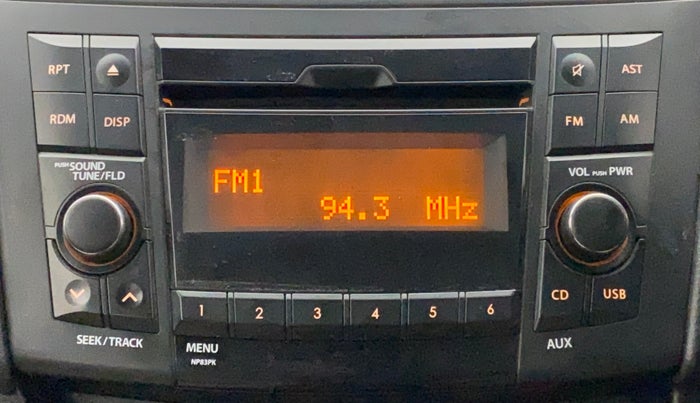 RPT
AST
RDM
DISP
FM
AM
PUSH SOUND
TUNE/FLD
VOL PUSH PWR
FM1
94.3 MHz
CD
USB
1
2
3
4
5
6
SEEK/TRACK
MENU
AUX
NP83PK